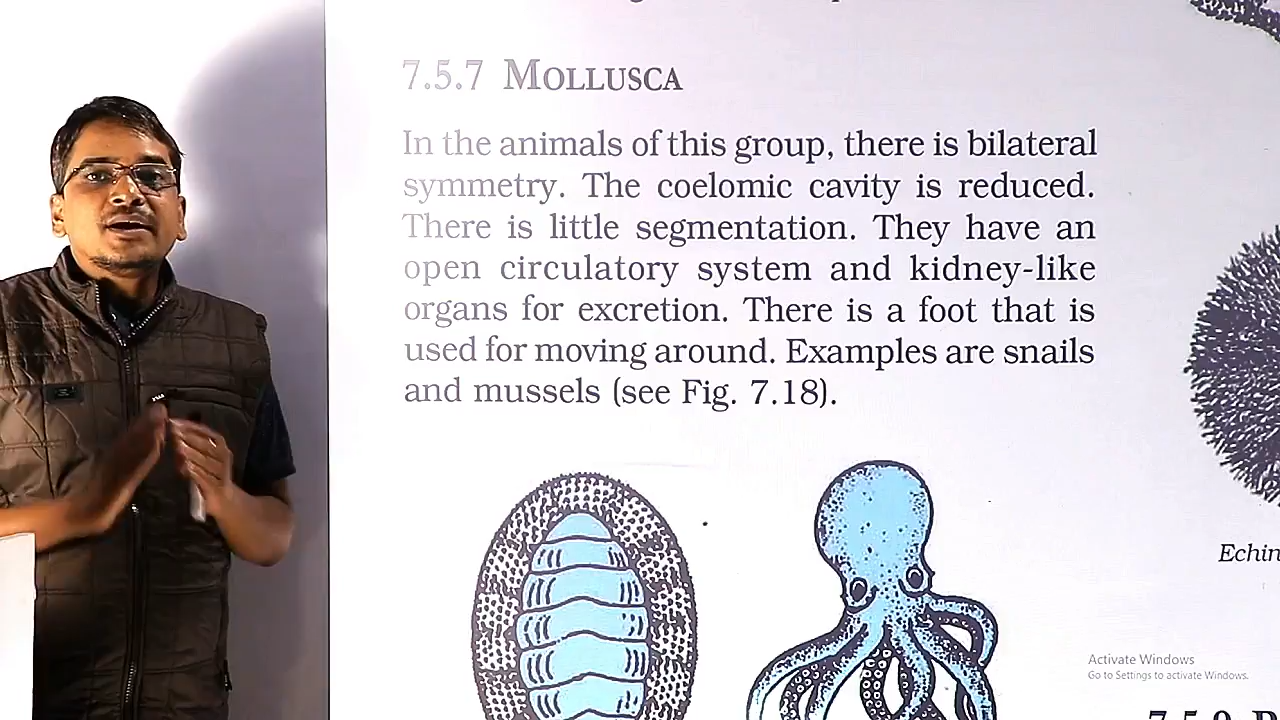 7.5.7 MOLLUSCA
In the animals of this group, there is bilateral
symmetry. The coelomic cavity is reduced.
There is little segmentation. They have an
open circulatory system and kidney-like
organs for excretion. There is a foot that is
used for moving around. Examples are snails
and mussels (see Fig. 7.18).
Echin
Activate Windows
Go to Settings to activate Windows.